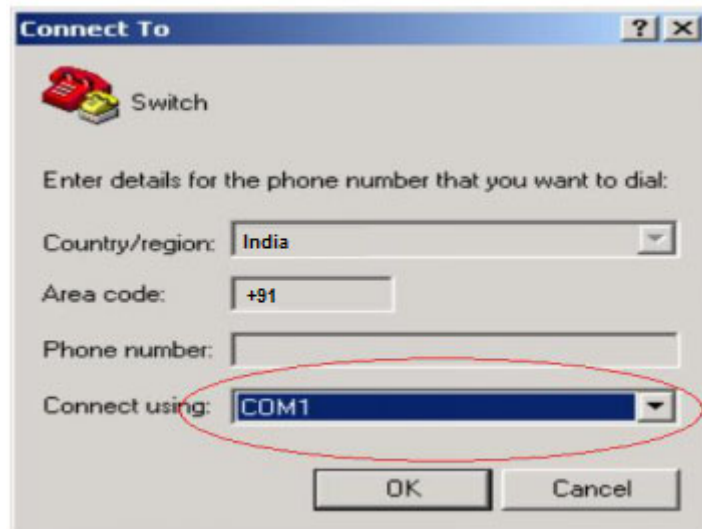 Connect To
Switch
Enter details for the phone number that you want to dial:
Country/region: India
Area code: +91
Phone number:
Connect using: COM1
OK Cancel